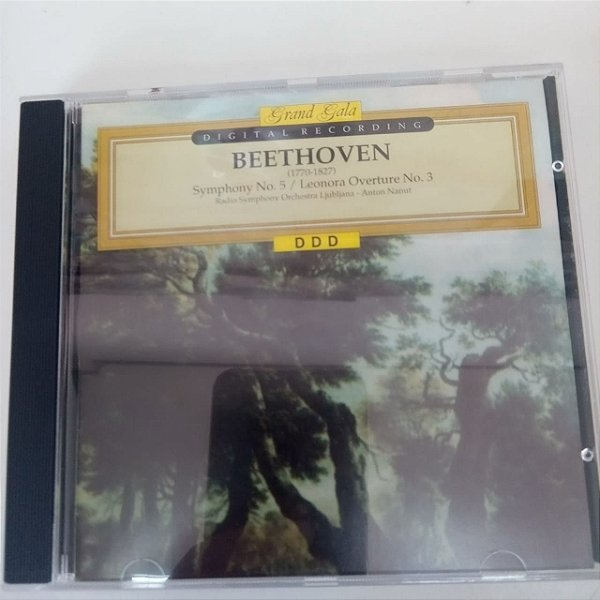 Grand Gala
DIGITAL RECORDING
BEETHOVEN
(1770-1827)
Symphony No. 5 / Leonora Overture No. 3
Radio Symphony Orchestra Ljubljana - Anton Nanut
DDD